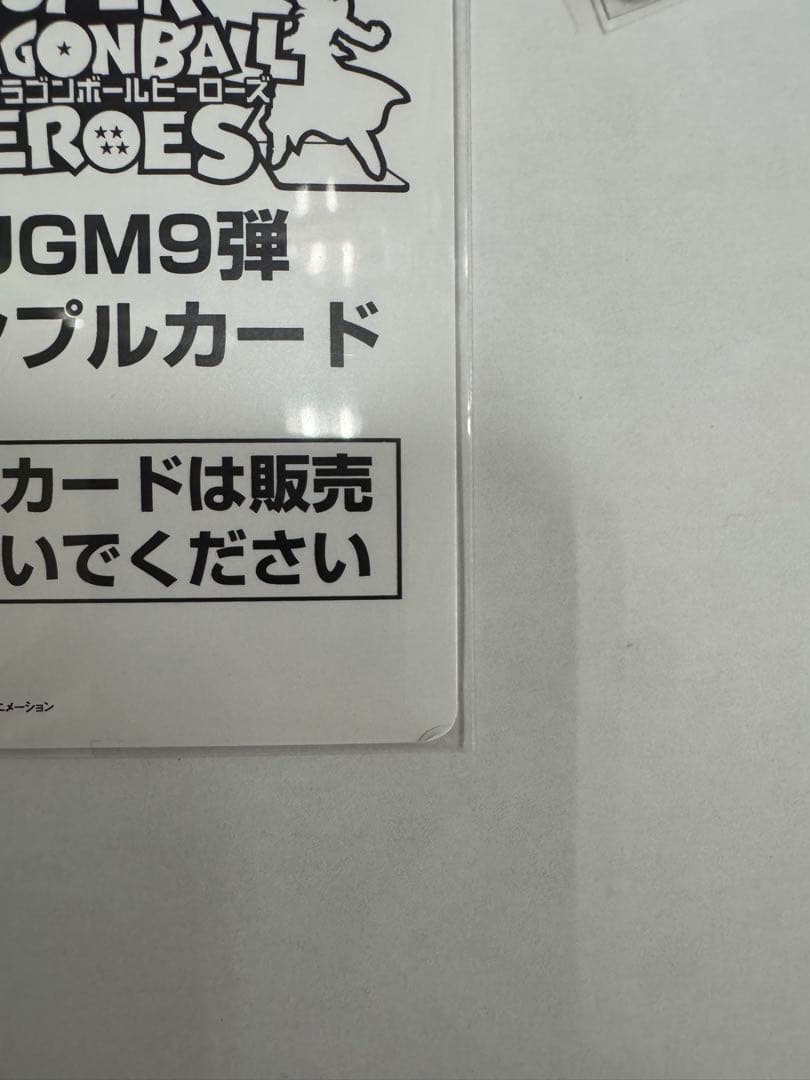 DRAGONBALL
ラゴンボールヒーローズ
EROES
UGM9弾
ンプルカード
カードは販売
いでください
ニメーション